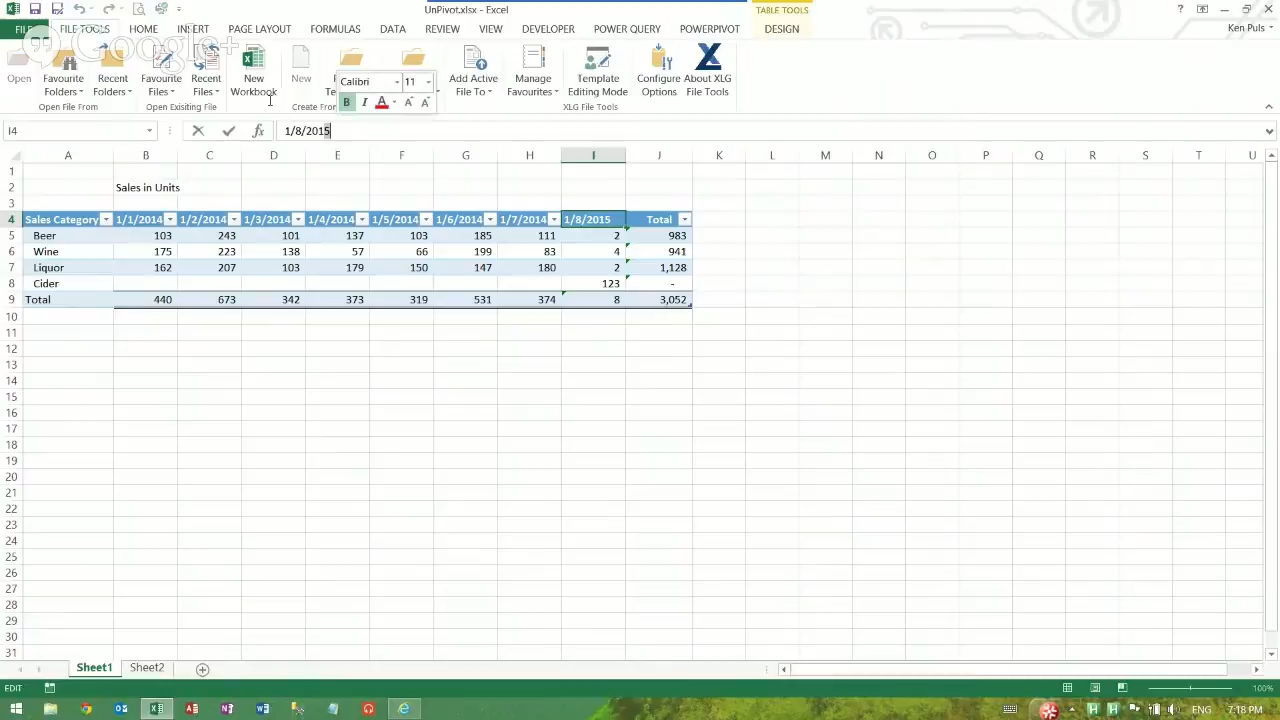 UnPivot.xlsx - Excel
TABLE TOOLS
FILE FILE TOOLS HOME INSERT PAGE LAYOUT FORMULAS DATA REVIEW VIEW DEVELOPER POWER QUERY POWERPIVOT DESIGN
Ken Puls
Google+
Open Favourite Folders Recent Folders Favourite Files Recent Files New Workbook New Calibri 11 Add Active File To Manage Favourites Template Editing Mode Configure Options About XLG File Tools
B I A A A
Open File From Open Exisiting File Create From XLG File Tools
I4 fx 1/8/2015
A B C D E F G H I J K L M N O P Q R S T U
1
2 Sales in Units
3
4 Sales Category 1/1/2014 1/2/2014 1/3/2014 1/4/2014 1/5/2014 1/6/2014 1/7/2014 1/8/2015 Total
5 Beer 103 243 101 137 103 185 111 2 983
6 Wine 175 223 138 57 66 199 83 4 941
7 Liquor 162 207 103 179 150 147 180 2 1,128
8 Cider 123 -
9 Total 440 673 342 373 319 531 374 8 3,052
10
11
12
13
14
15
16
17
18
19
20
21
22
23
24
25
26
27
28
29
30
31
Sheet1 Sheet2
EDIT 100%
ENG 7:18 PM